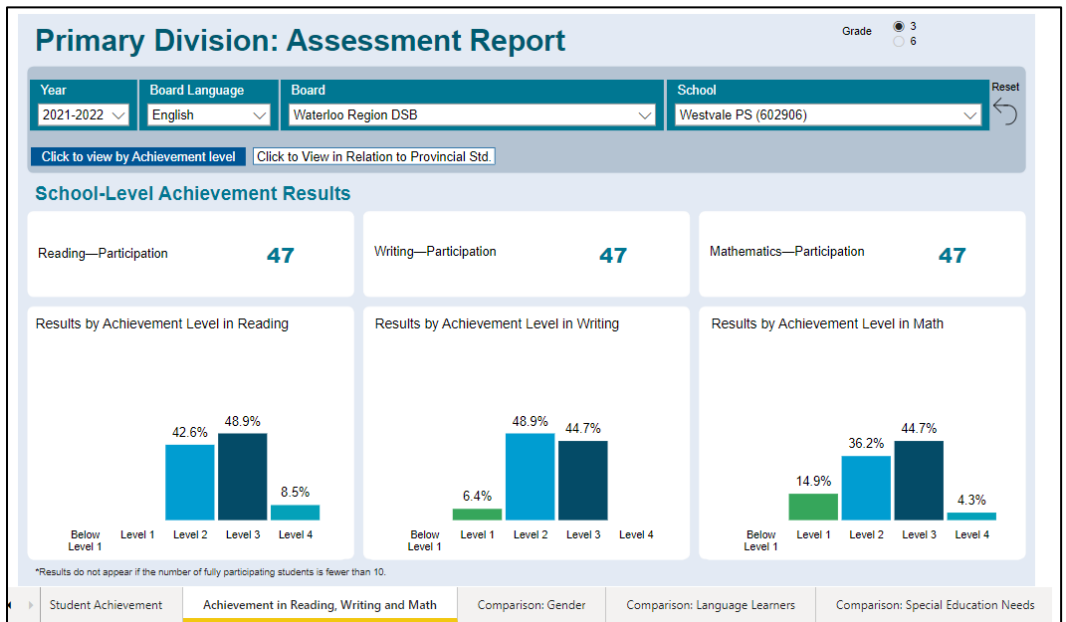 Primary Division: Assessment Report
Grade
3
6
Year
Board Language
Board
School
Reset
2021-2022
English
Waterloo Region DSB
Westvale PS (602906)
Click to view by Achievement level
Click to View in Relation to Provincial Std.
School-Level Achievement Results
Reading—Participation
47
Writing—Participation
47
Mathematics—Participation
47
Results by Achievement Level in Reading
42.6%
48.9%
8.5%
Below Level 1
Level 1
Level 2
Level 3
Level 4
Results by Achievement Level in Writing
6.4%
48.9%
44.7%
Below Level 1
Level 1
Level 2
Level 3
Level 4
Results by Achievement Level in Math
14.9%
36.2%
44.7%
4.3%
Below Level 1
Level 1
Level 2
Level 3
Level 4
*Results do not appear if the number of fully participating students is fewer than 10.
Student Achievement
Achievement in Reading, Writing and Math
Comparison: Gender
Comparison: Language Learners
Comparison: Special Education Needs